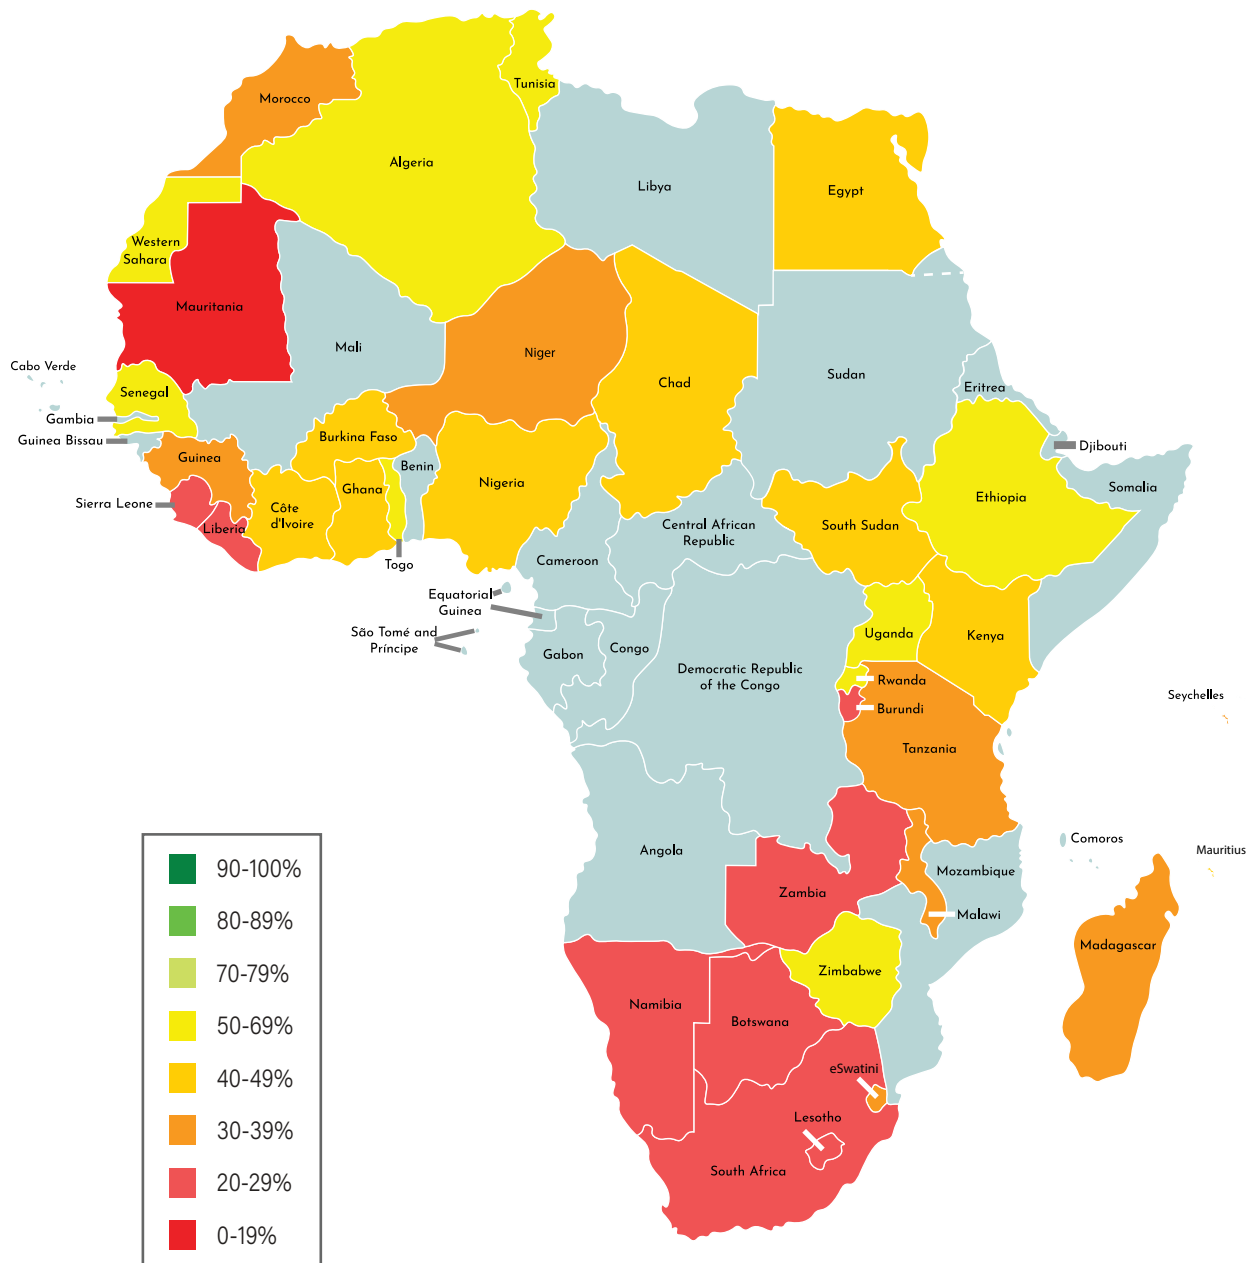 Tunisia
Morocco
Algeria
Libya
Egypt
Western
Sahara
Mauritania
Mali
Niger
Chad
Sudan
Cabo Verde
Eritrea
Senegal
Gambia
Guinea Bissau
Burkina Faso
Djibouti
Guinea
Benin
Nigeria
Somalia
Ghana
Ethiopia
Sierra Leone
Côte
d'Ivoire
Liberia
Central African
Republic
South Sudan
Togo
Cameroon
Equatorial
Guinea
São Tomé and
Príncipe
Gabon
Congo
Uganda
Kenya
Democratic Republic
of the Congo
Rwanda
Burundi
Seychelles
Tanzania
Comoros
Mauritius
Angola
Mozambique
Zambia
Malawi
Madagascar
Zimbabwe
Namibia
Botswana
eSwatini
Lesotho
South Africa
90-100%
80-89%
70-79%
50-69%
40-49%
30-39%
20-29%
0-19%